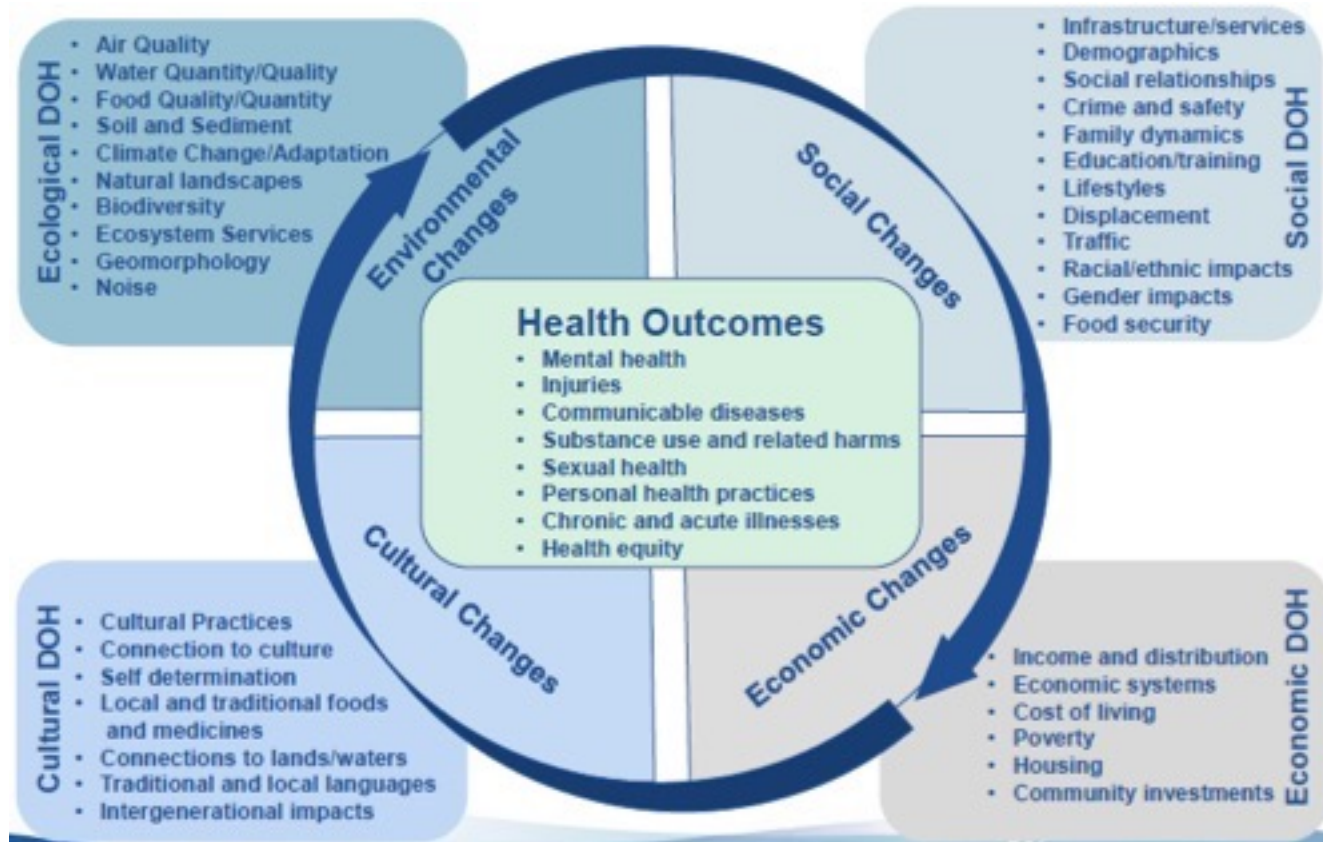 Ecological DOH
• Air Quality
• Water Quantity/Quality
• Food Quality/Quantity
• Soil and Sediment
• Climate Change/Adaptation
• Natural landscapes
• Biodiversity
• Ecosystem Services
• Geomorphology
• Noise
Environmental
Changes
Social Changes
Social DOH
• Infrastructure/services
• Demographics
• Social relationships
• Crime and safety
• Family dynamics
• Education/training
• Lifestyles
• Displacement
• Traffic
• Racial/ethnic impacts
• Gender impacts
• Food security
Health Outcomes
• Mental health
• Injuries
• Communicable diseases
• Substance use and related harms
• Sexual health
• Personal health practices
• Chronic and acute illnesses
• Health equity
Cultural DOH
• Cultural Practices
• Connection to culture
• Self determination
• Local and traditional foods
and medicines
• Connections to lands/waters
• Traditional and local languages
• Intergenerational impacts
Cultural Changes
Economic Changes
Economic DOH
• Income and distribution
• Economic systems
• Cost of living
• Poverty
• Housing
• Community investments